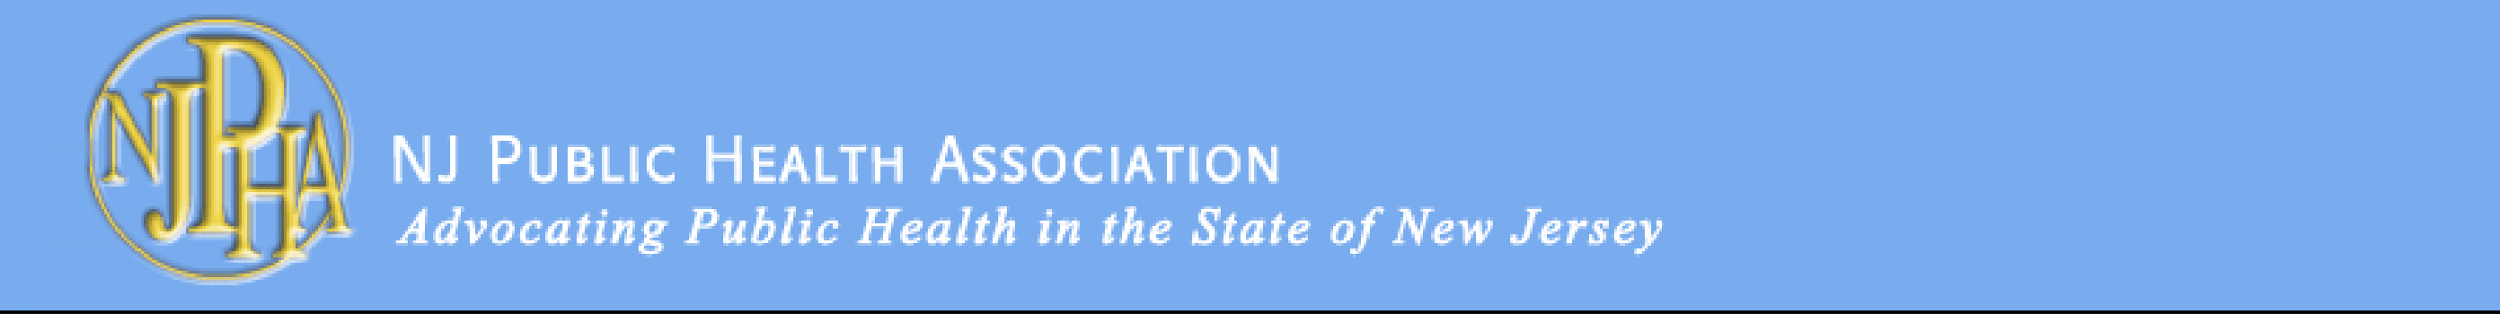 NJPHA
NJ PUBLIC HEALTH ASSOCIATION
Advocating Public Health in the State of New Jersey